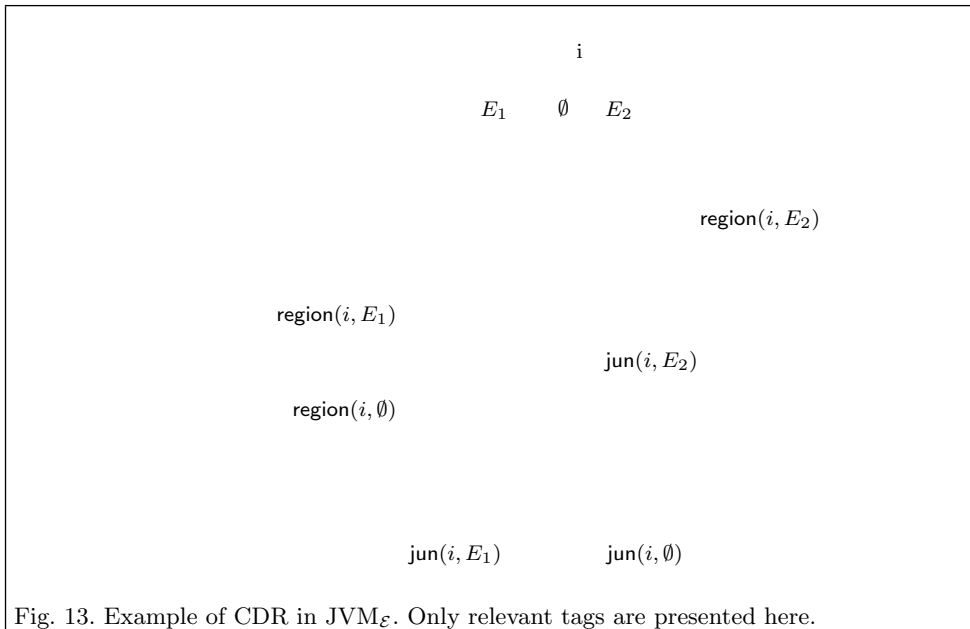 i
E₁ ∅ E₂
region(i, E₂)
region(i, E₁)
jun(i, E₂)
region(i, ∅)
jun(i, E₁) jun(i, ∅)
Fig. 13. Example of CDR in JVM_ℰ. Only relevant tags are presented here.